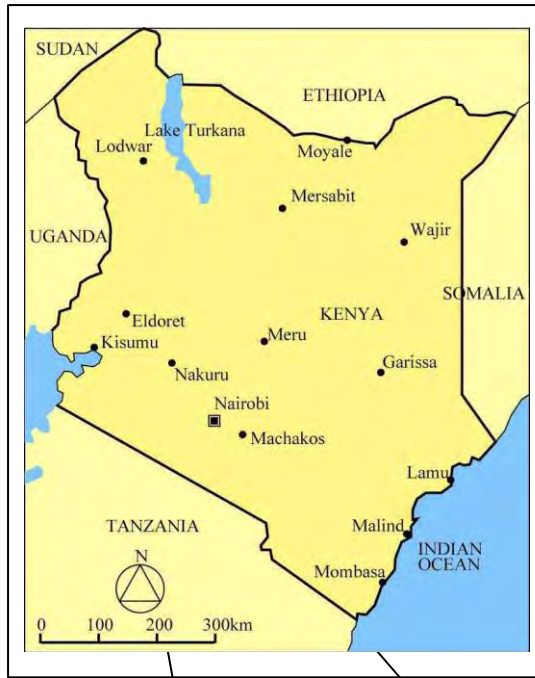 SUDAN
ETHIOPIA
Lake Turkana
Lodwar
Moyale
Mersabit
Wajir
UGANDA
SOMALIA
KENYA
Eldoret
Kisumu
Meru
Nakuru
Garissa
Nairobi
Machakos
Lamu
TANZANIA
Malind
INDIAN
OCEAN
N
Mombasa
0 100 200 300km